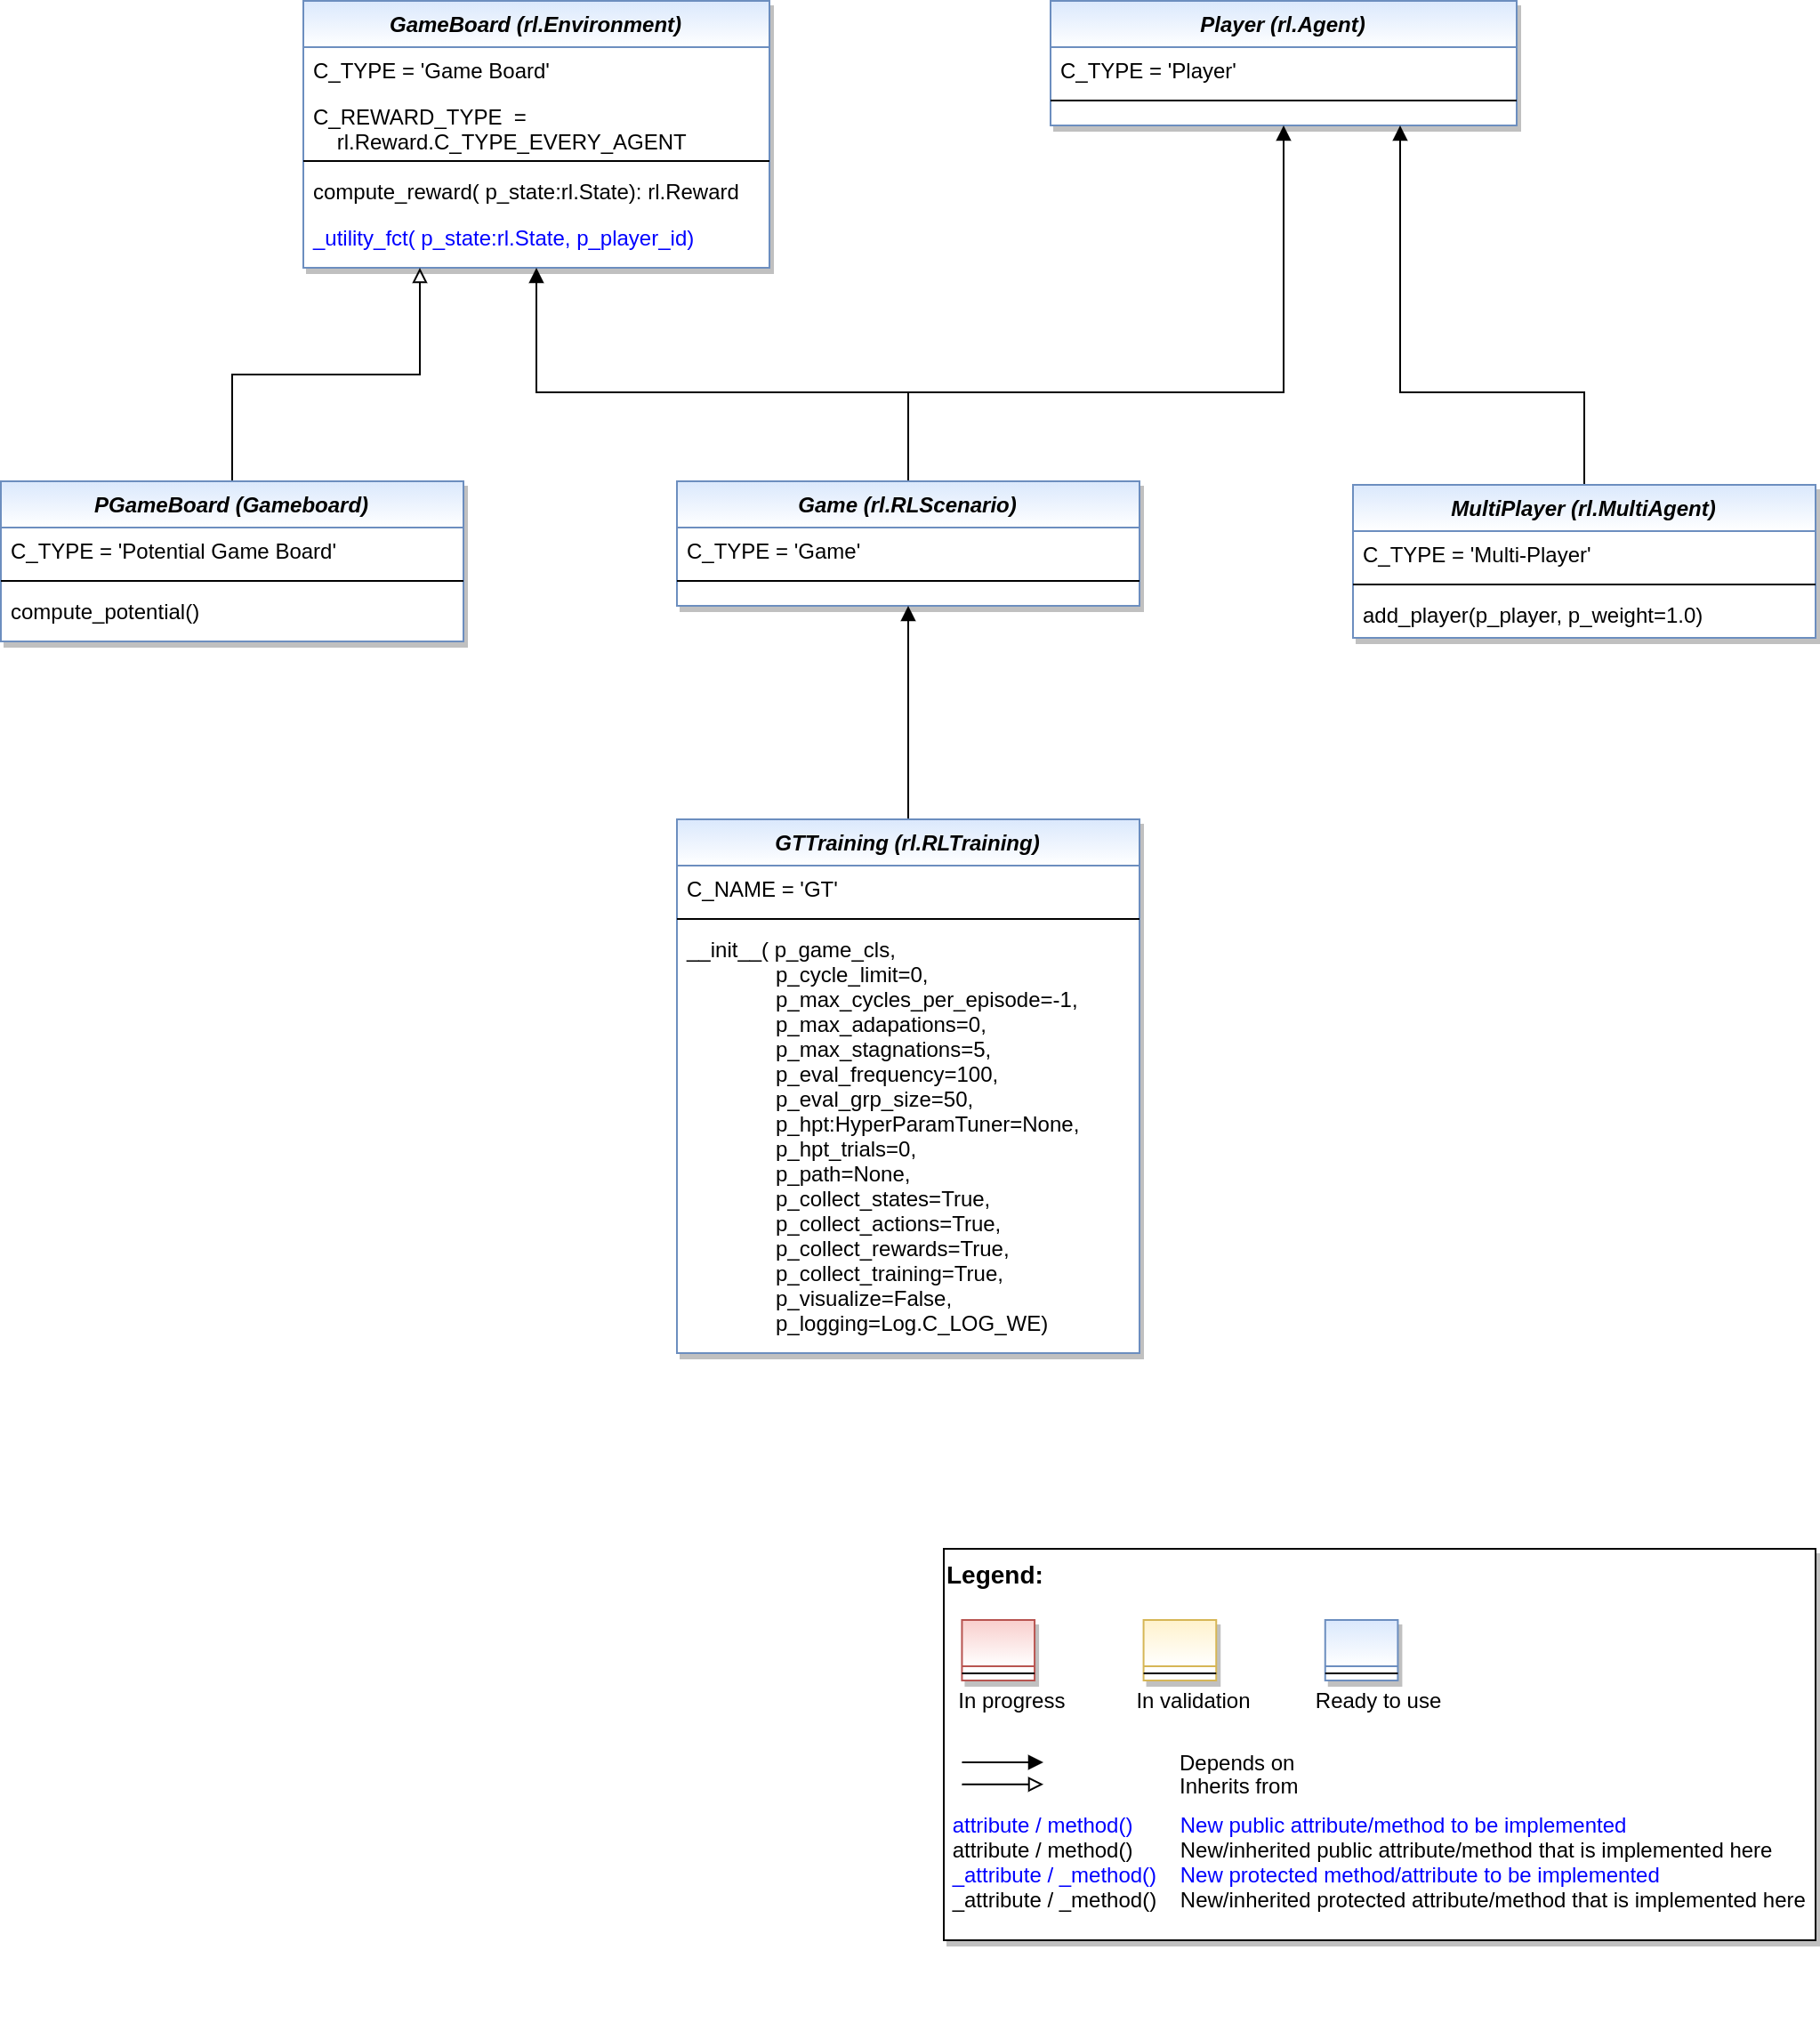 GameBoard (rl.Environment)
C_TYPE = 'Game Board'
C_REWARD_TYPE  =
rl.Reward.C_TYPE_EVERY_AGENT
compute_reward( p_state:rl.State): rl.Reward
_utility_fct( p_state:rl.State, p_player_id)
Player (rl.Agent)
C_TYPE = 'Player'
PGameBoard (Gameboard)
C_TYPE = 'Potential Game Board'
compute_potential()
Game (rl.RLScenario)
C_TYPE = 'Game'
MultiPlayer (rl.MultiAgent)
C_TYPE = 'Multi-Player'
add_player(p_player, p_weight=1.0)
GTTraining (rl.RLTraining)
C_NAME = 'GT'
__init__( p_game_cls,
p_cycle_limit=0,
p_max_cycles_per_episode=-1,
p_max_adapations=0,
p_max_stagnations=5,
p_eval_frequency=100,
p_eval_grp_size=50,
p_hpt:HyperParamTuner=None,
p_hpt_trials=0,
p_path=None,
p_collect_states=True,
p_collect_actions=True,
p_collect_rewards=True,
p_collect_training=True,
p_visualize=False,
p_logging=Log.C_LOG_WE)
Legend:
In progress
In validation
Ready to use
Depends on
Inherits from
attribute / method() New public attribute/method to be implemented
attribute / method() New/inherited public attribute/method that is implemented here
_attribute / _method() New protected method/attribute to be implemented
_attribute / _method() New/inherited protected attribute/method that is implemented here